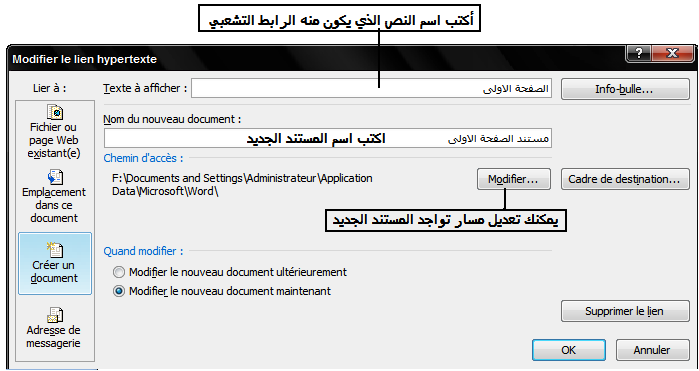 أكتب اسم النص الذي يكون منه الرابط التشعبي
Modifier le lien hypertexte
Lier à :
Texte à afficher :
الصفحة الاولى
Info-bulle...
Fichier ou
page Web
existant(e)
Nom du nouveau document :
مستند الصفحة الاولى
اكتب اسم المستند الجديد
Chemin d'accès :
Emplacement
dans ce
document
F:\Documents and Settings\Administrateur\Application
Data\Microsoft\Word\
Modifier...
Cadre de destination...
يمكنك تعديل مسار تواجد المستند الجديد
Créer un
document
Quand modifier :
Modifier le nouveau document ultérieurement
Modifier le nouveau document maintenant
Adresse de
messagerie
Supprimer le lien
OK
Annuler